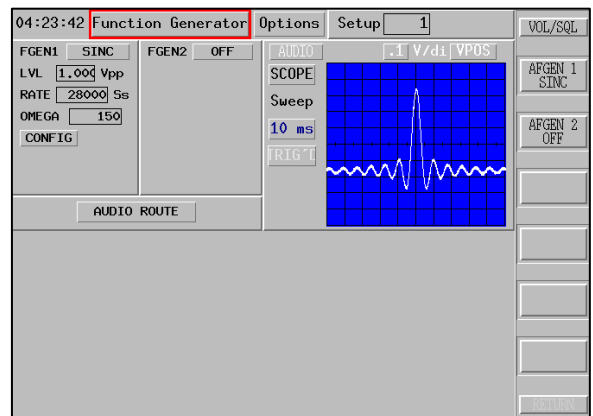 04:23:42 Function Generator Options Setup 1
VOL/SQL
FGEN1 SINC
LVL 1.000 Vpp
RATE 28000 Ss
OMEGA 150
CONFIG
FGEN2 OFF
AUDIO ROUTE
AUDIO .1 V/di VPOS
SCOPE
Sweep
10 ms
TRIG'D
AFGEN 1
SINC
AFGEN 2
OFF
RETURN